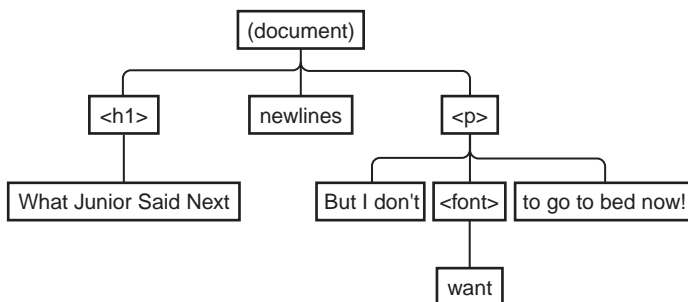 (document)
<h1> newlines <p>
What Junior Said Next But I don't <font> to go to bed now!
want